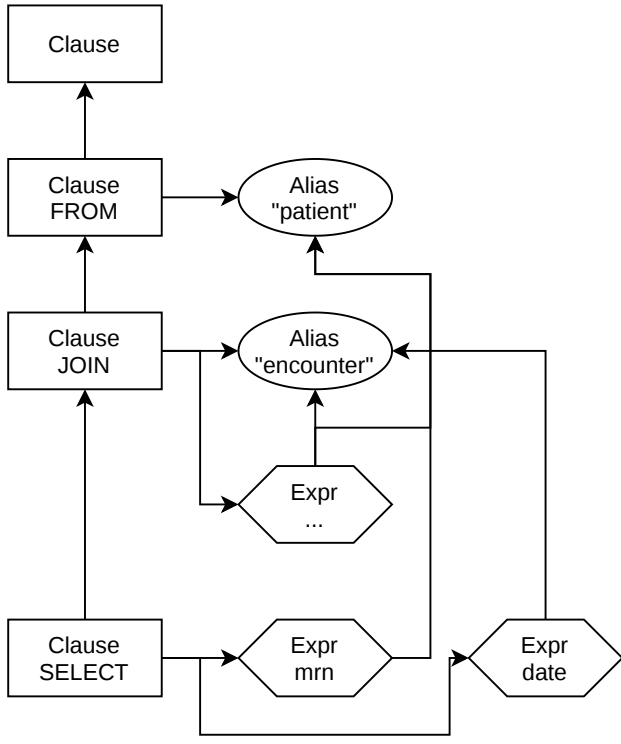 Clause
Clause
FROM
Alias
"patient"
Clause
JOIN
Alias
"encounter"
Expr
...
Clause
SELECT
Expr
mrn
Expr
date